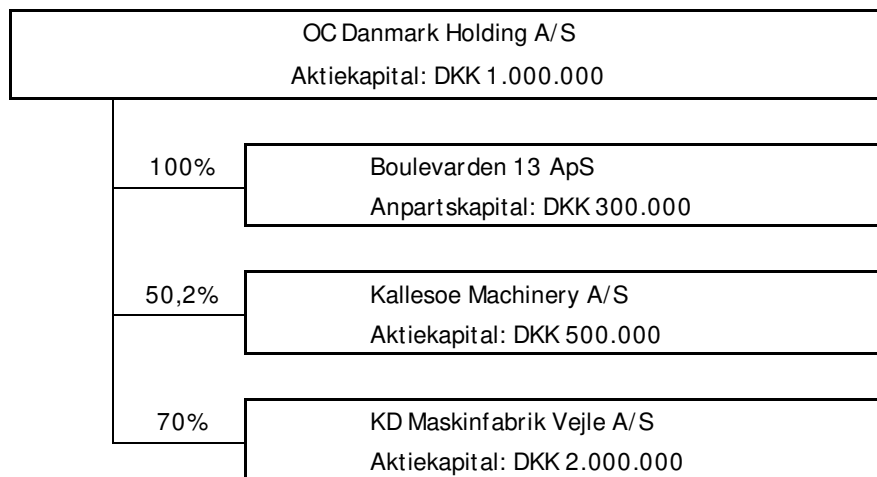 OC Danmark Holding A/S
Aktiekapital: DKK 1.000.000
100%
Boulevarden 13 ApS
Anpartskapital: DKK 300.000
50,2%
Kallesoe Machinery A/S
Aktiekapital: DKK 500.000
70%
KD Maskinfabrik Vejle A/S
Aktiekapital: DKK 2.000.000